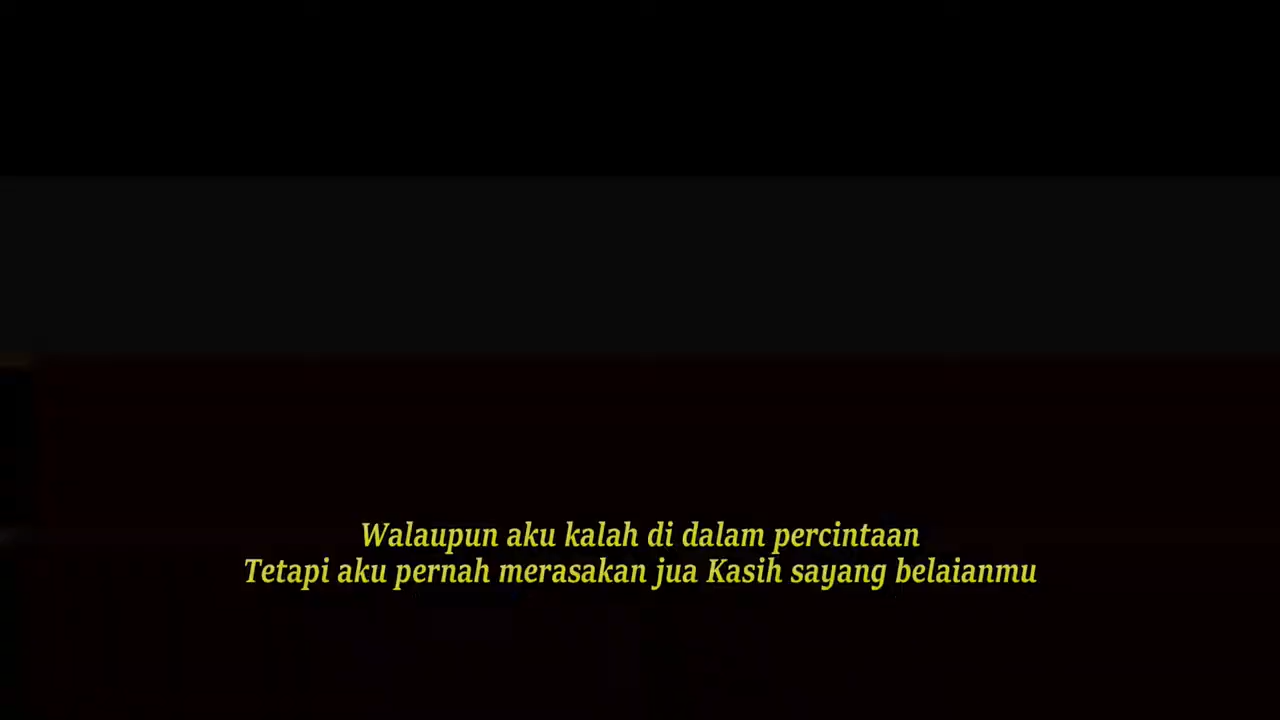 Walaupun aku kalah di dalam percintaan
Tetapi aku pernah merasakan jua Kasih sayang belaianmu